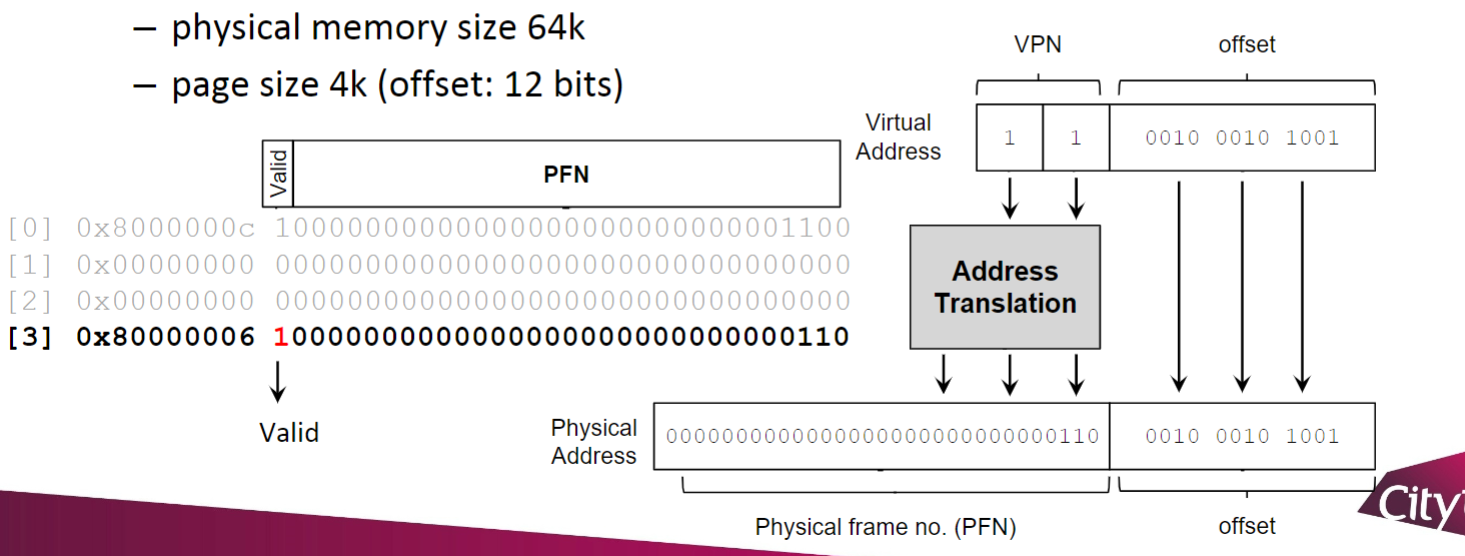 – physical memory size 64k
– page size 4k (offset: 12 bits)
VPN offset
Virtual Address
1 1 0010 0010 1001
Valid PFN
[0] 0x8000000c 10000000000000000000000000001100
[1] 0x00000000 00000000000000000000000000000000
[2] 0x00000000 00000000000000000000000000000000
[3] 0x80000006 10000000000000000000000000000110
Address
Translation
Valid
Physical
Address
0000000000000000000000000000110 0010 0010 1001
Physical frame no. (PFN) offset